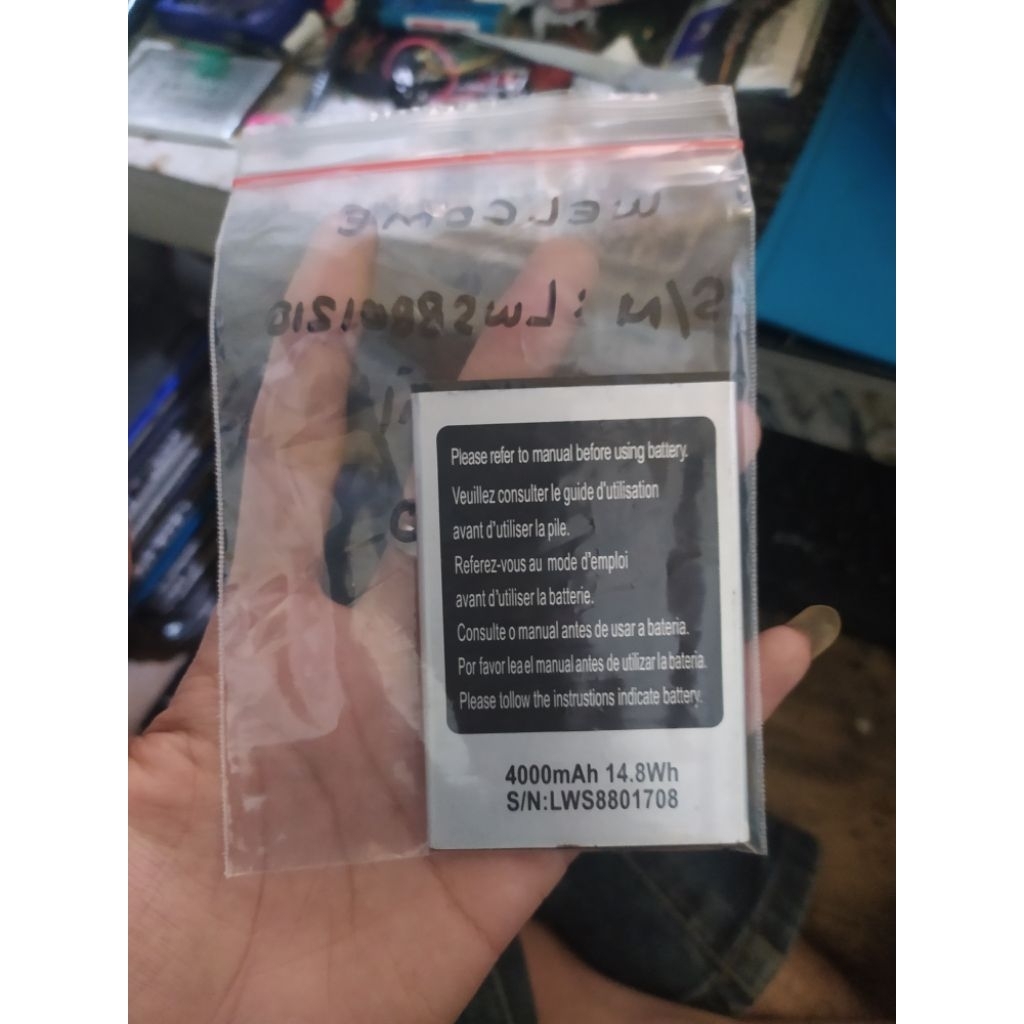 WELCOME
S/N:LWS8801210
Please refer to manual before using battery.
Veuillez consulter le guide d'utilisation
avant d'utiliser la pile.
Referez-vous au mode d'emploi
avant d'utiliser la batterie.
Consulte o manual antes de usar a bateria.
Por favor lea el manual antes de utilizar la bateria.
Please tollow the instrustions indicate battery.
4000mAh 14.8Wh
S/N:LWS8801708